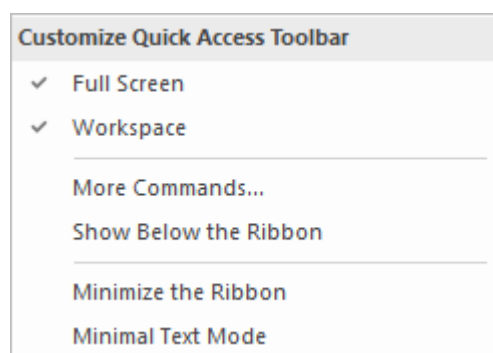 Customize Quick Access Toolbar
Full Screen
Workspace
More Commands...
Show Below the Ribbon
Minimize the Ribbon
Minimal Text Mode